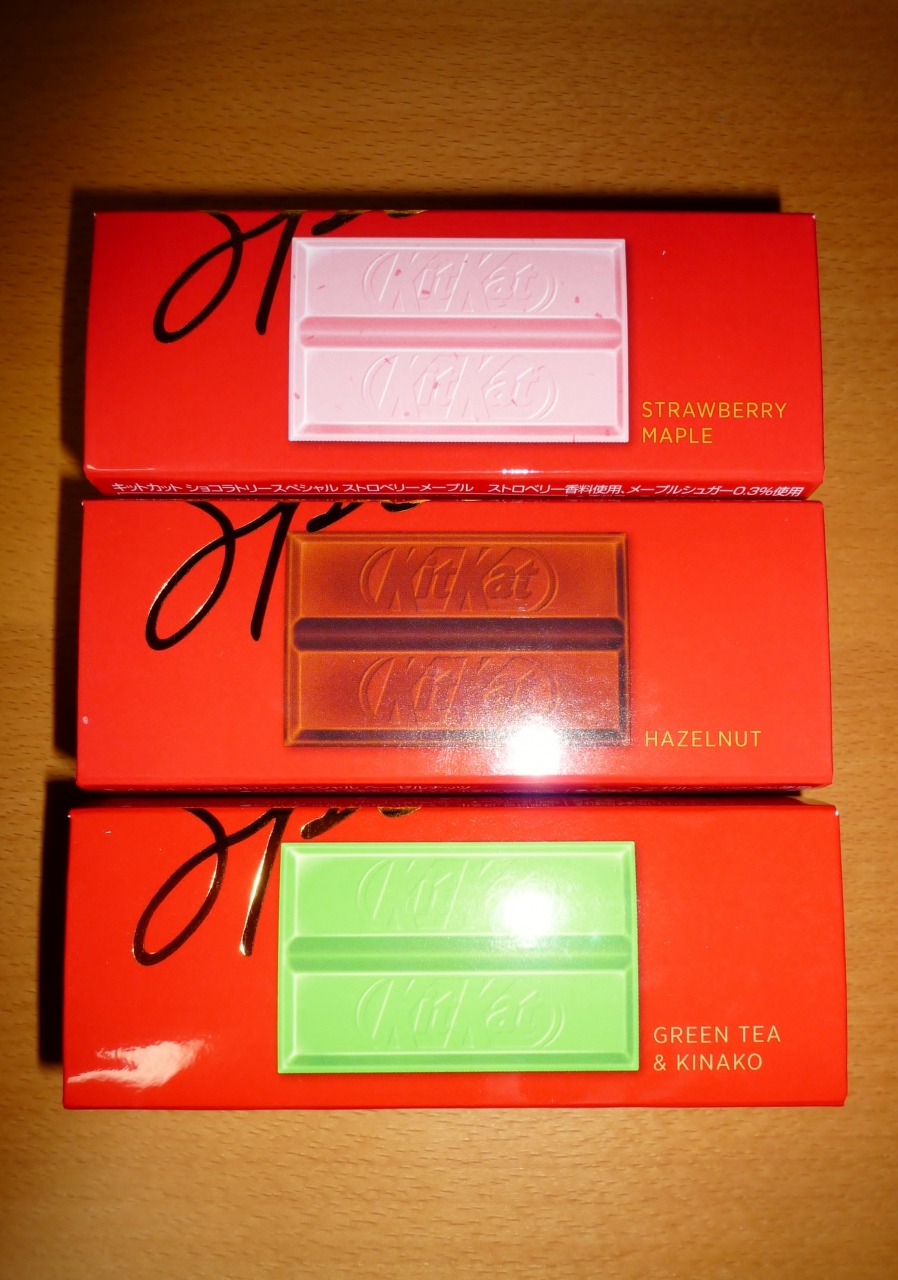 KitKat
KitKat
STRAWBERRY
MAPLE
キットカット ショコラトリースペシャル ストロベリーメープル ストロベリー香料使用、メープルシュガー0.3%使用
KitKat
KitKat
HAZELNUT
KitKat
KitKat
GREEN TEA
& KINAKO